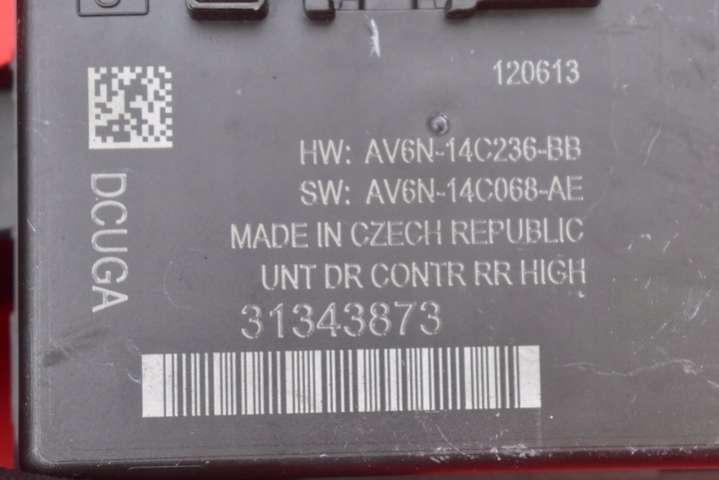 120613
HW: AV6N-14C236-BB
SW: AV6N-14C068-AE
MADE IN CZECH REPUBLIC
UNT DR CONTR RR HIGH
31343873
DCUGA